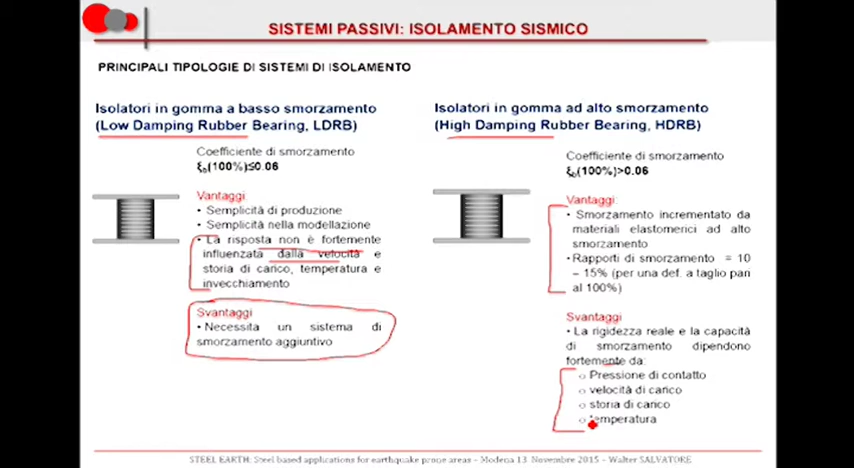 SISTEMI PASSIVI: ISOLAMENTO SISMICO
PRINCIPALI TIPOLOGIE DI SISTEMI DI ISOLAMENTO
Isolatori in gomma a basso smorzamento
(Low Damping Rubber Bearing, LDRB)
Coefficiente di smorzamento
ξb(100%)≤0.06
Vantaggi
• Semplicità di produzione
• Semplicità nella modellazione
• La risposta non è fortemente
influenzata dalla velocità e
storia di carico, temperatura e
invecchiamento
Svantaggi
• Necessita un sistema di
smorzamento aggiuntivo
Isolatori in gomma ad alto smorzamento
(High Damping Rubber Bearing, HDRB)
Coefficiente di smorzamento
ξb(100%)>0.06
Vantaggi:
• Smorzamento incrementato da
materiali elastomerici ad alto
smorzamento
• Rapporti di smorzamento = 10
– 15% (per una def. a taglio pari
al 100%)
Svantaggi
• La rigidezza reale e la capacità
di smorzamento dipendono
fortemente da:
o Pressione di contatto
o velocità di carico
o storia di carico
o temperatura
STEEL EARTH: Steel based applications for earthquake prone areas – Modena 13 Novembre 2015 – Walter SALVATORE